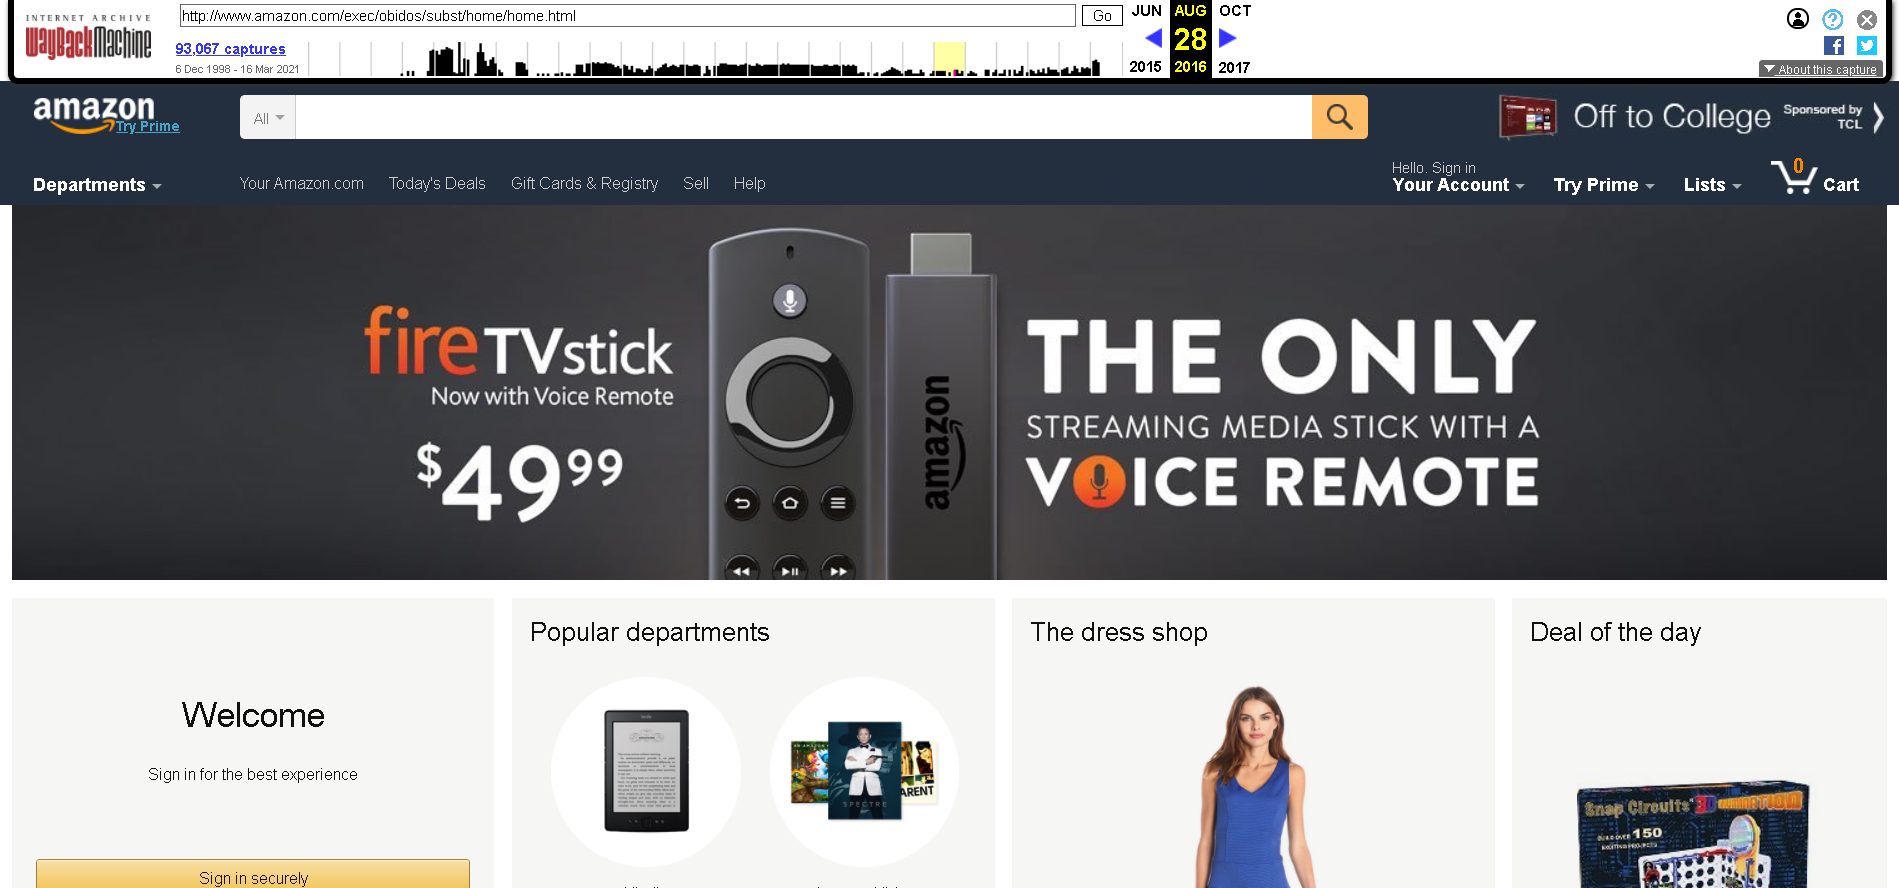 INTERNET ARCHIVE
WayBackMachine
http://www.amazon.com/exec/obidos/subst/home/home.html
Go
93,067 captures
6 Dec 1998 - 16 Mar 2021
JUN AUG OCT
28
2015 2016 2017
About this capture
amazon
Try Prime
All
Off to College
Sponsored by
TCL
Departments
Your Amazon.com Today's Deals Gift Cards & Registry Sell Help
Hello. Sign in
Your Account
Try Prime
Lists
0
Cart
fireTVstick
Now with Voice Remote
$49.99
amazon
THE ONLY
STREAMING MEDIA STICK WITH A
VOICE REMOTE
Welcome
Sign in for the best experience
Sign in securely
Popular departments
kindle
SPECTRE
ARENT
The dress shop
Deal of the day
Snap Circuits 3D
BUILD OVER 150
EXCITING PROJECTS